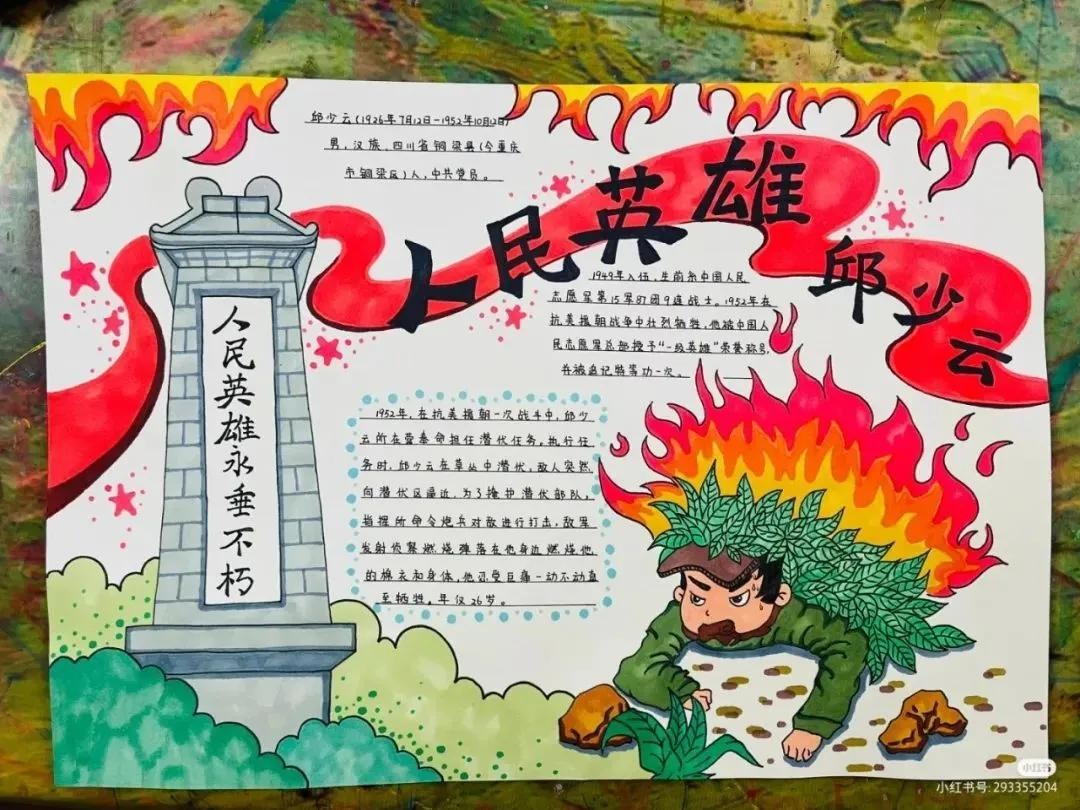 邱少云(1926年7月12日-1952年10月12日)
男,汉族,四川省铜梁县(今重庆
市铜梁区)人,中共党员。
人民英雄
邱少云
1949年入伍,生前系中国人民
志愿军第15军87团9连战士。1952年在
抗美援朝战争中壮烈牺牲,他被中国人
民志愿军总部授予“一级英雄”荣誉称号,
并被追记特等功一次。
人民英雄永垂不朽
1952年,在抗美援朝一次战斗中,邱少
云所在营奉命担任潜伏任务。执行任
务时,邱少云在草丛中潜伏,敌人突然
向潜伏区逼近,为了掩护潜伏部队,
指挥所命令炮兵对敌进行打击,敌军
发射侦察燃烧弹落在他身边燃烧他
的棉衣和身体,他忍受巨痛一动不动直
至牺牲。年仅26岁。
小红书
小红书号: 293355204